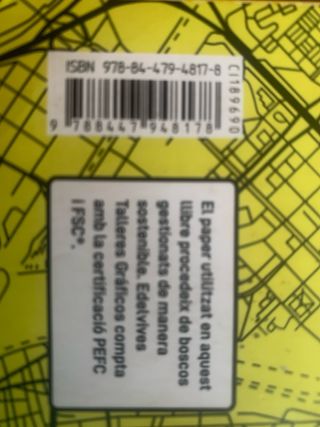 ISBN 978-84-479-4817-8
C1189690
9 788447 948178
El paper utilitzat en aquest
llibre procedeix de boscos
gestionats de manera
sostenible. Edelvives
Talleres Gráficos compta
amb la certificació PEFC
i FSC®.